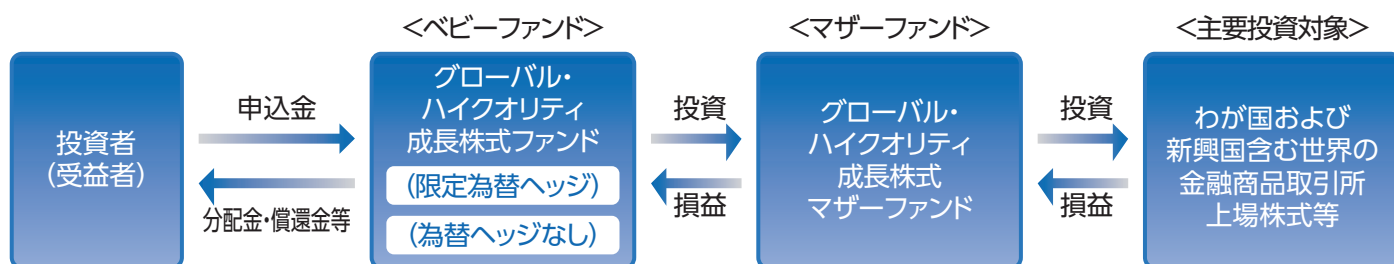 <ベビーファンド>
<マザーファンド>
<主要投資対象>
投資者
(受益者)
申込金
分配金・償還金等
グローバル・
ハイクオリティ
成長株式ファンド
(限定為替ヘッジ)
(為替ヘッジなし)
投資
損益
グローバル・
ハイクオリティ
成長株式
マザーファンド
投資
損益
わが国および
新興国含む世界の
金融商品取引所
上場株式等